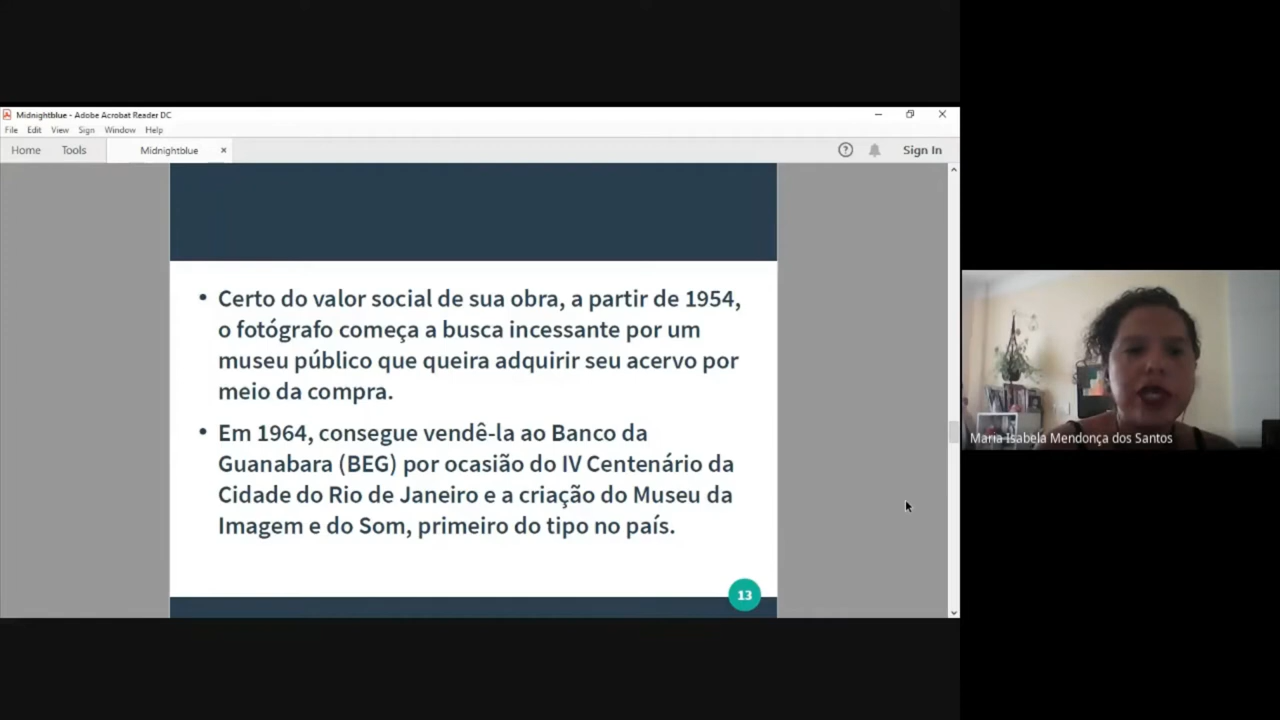 Midnightblue - Adobe Acrobat Reader DC
File Edit View Sign Window Help
Home Tools Midnightblue × Sign In
• Certo do valor social de sua obra, a partir de 1954,
o fotógrafo começa a busca incessante por um
museu público que queira adquirir seu acervo por
meio da compra.
• Em 1964, consegue vendê-la ao Banco da
Guanabara (BEG) por ocasião do IV Centenário da
Cidade do Rio de Janeiro e a criação do Museu da
Imagem e do Som, primeiro do tipo no país.
13
Maria Isabela Mendonça dos Santos